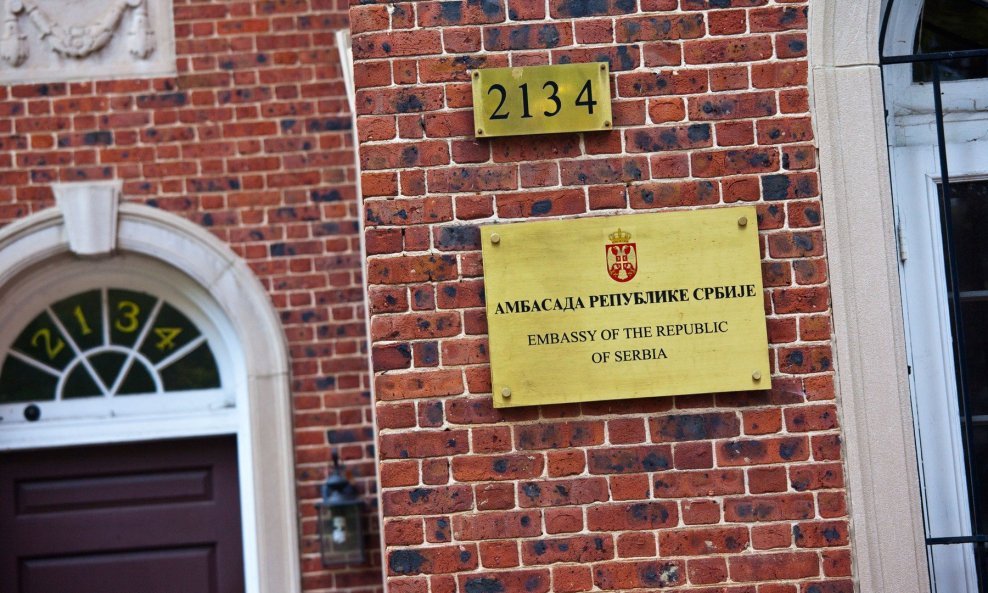 2134
АМБАСАДА РЕПУБЛИКЕ СРБИЈЕ
EMBASSY OF THE REPUBLIC
OF SERBIA
2134